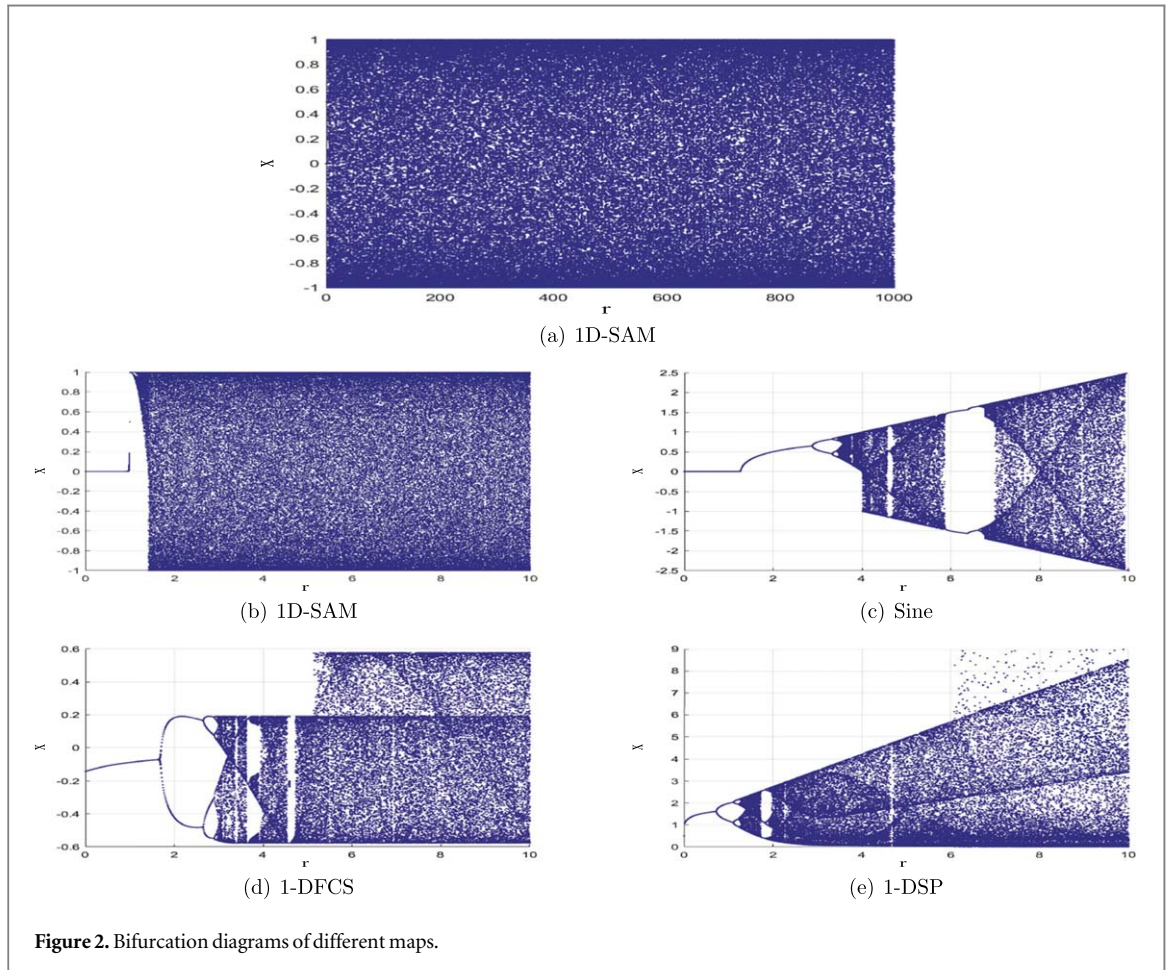 1
0.8
0.6
0.4
0.2
0
-0.2
-0.4
-0.6
-0.8
-1
X
0 200 400 600 800 1000
r
(a) 1D-SAM
1
0.8
0.6
0.4
0.2
0
-0.2
-0.4
-0.6
-0.8
-1
X
0 2 4 6 8 10
r
(b) 1D-SAM
2.5
2
1.5
1
0.5
0
-0.5
-1
-1.5
-2
-2.5
X
0 2 4 6 8 10
r
(c) Sine
0.6
0.4
0.2
0
-0.2
-0.4
-0.6
X
0 2 4 6 8 10
r
(d) 1-DFCS
9
8
7
6
5
4
3
2
1
0
X
0 2 4 6 8 10
r
(e) 1-DSP
Figure 2. Bifurcation diagrams of different maps.